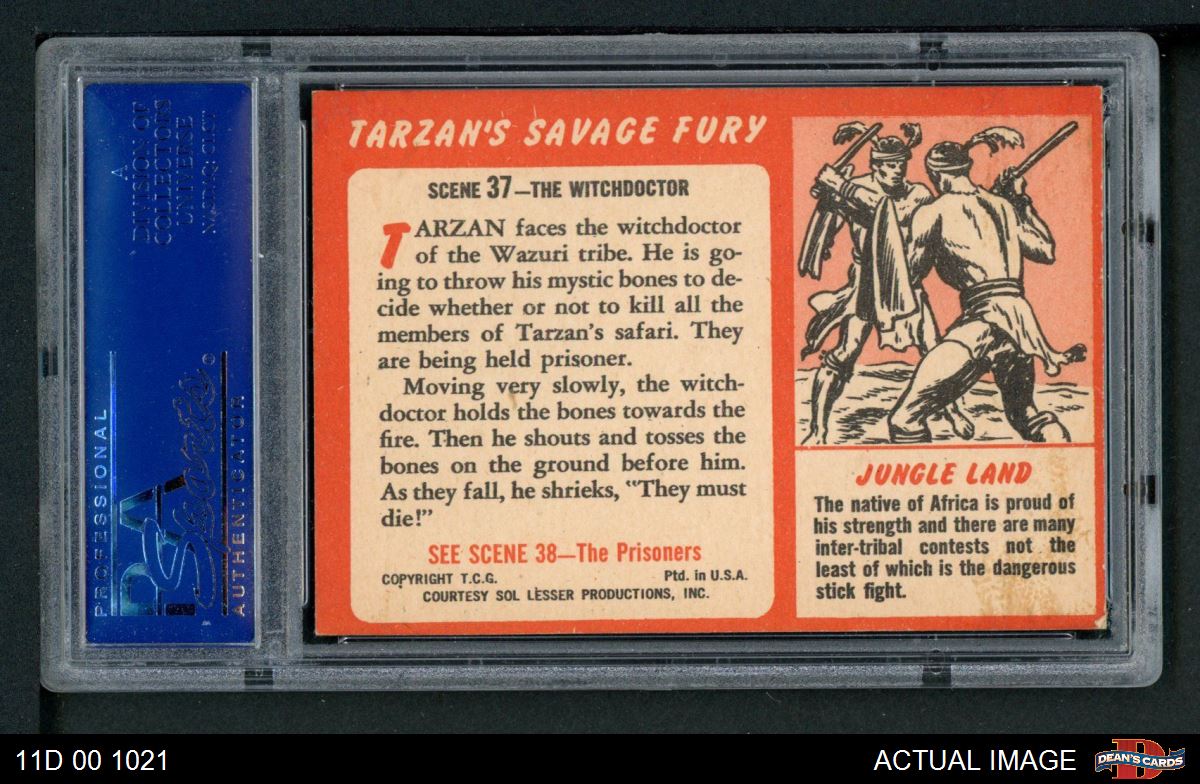 A
DIVISION OF
COLLECTORS
UNIVERSE
NASDAQ: CLCT
PROFESSIONAL
PSA
Sports
AUTHENTICATOR
TARZAN'S SAVAGE FURY
SCENE 37—THE WITCHDOCTOR
TARZAN faces the witchdoctor
of the Wazuri tribe. He is go-
ing to throw his mystic bones to de-
cide whether or not to kill all the
members of Tarzan's safari. They
are being held prisoner.
Moving very slowly, the witch-
doctor holds the bones towards the
fire. Then he shouts and tosses the
bones on the ground before him.
As they fall, he shrieks, "They must
die!"
SEE SCENE 38—The Prisoners
COPYRIGHT T.C.G. Ptd. in U.S.A.
COURTESY SOL LESSER PRODUCTIONS, INC.
JUNGLE LAND
The native of Africa is proud of
his strength and there are many
inter-tribal contests not the
least of which is the dangerous
stick fight.
11D 00 1021
ACTUAL IMAGE
D
DEAN'S CARDS